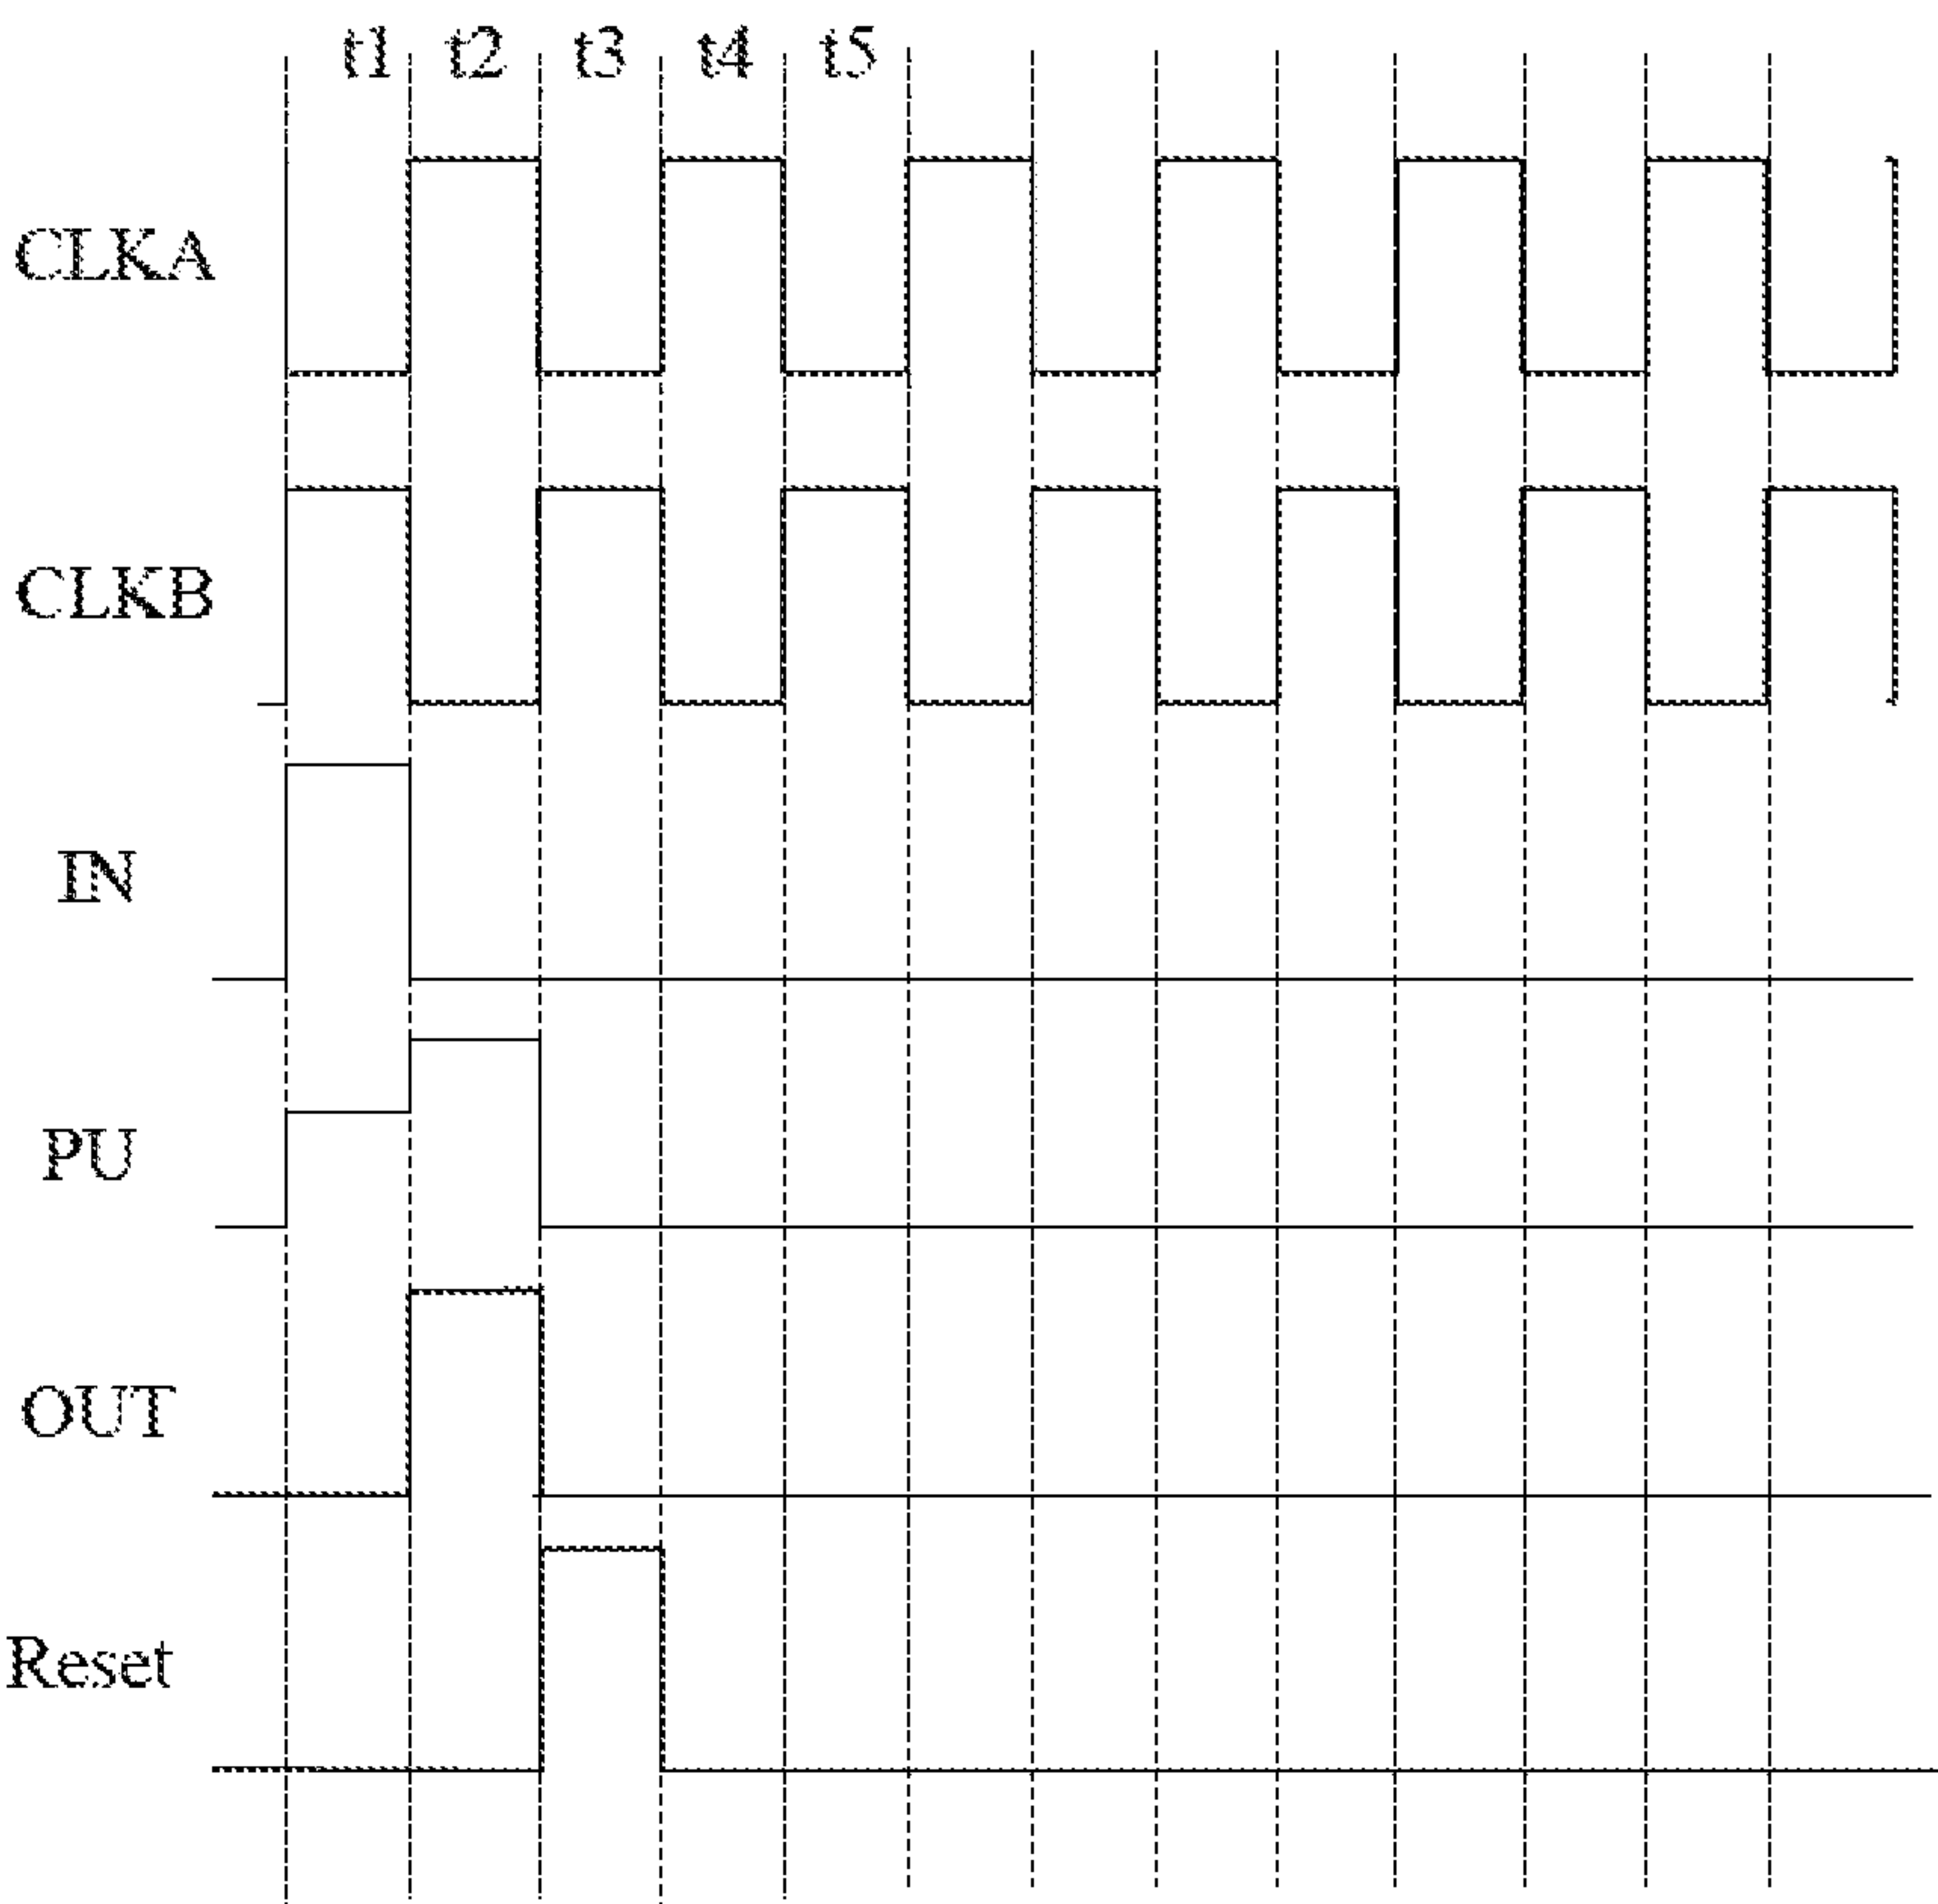 t1 t2 t3 t4 t5
CLKA
CLKB
IN
PU
OUT
Reset